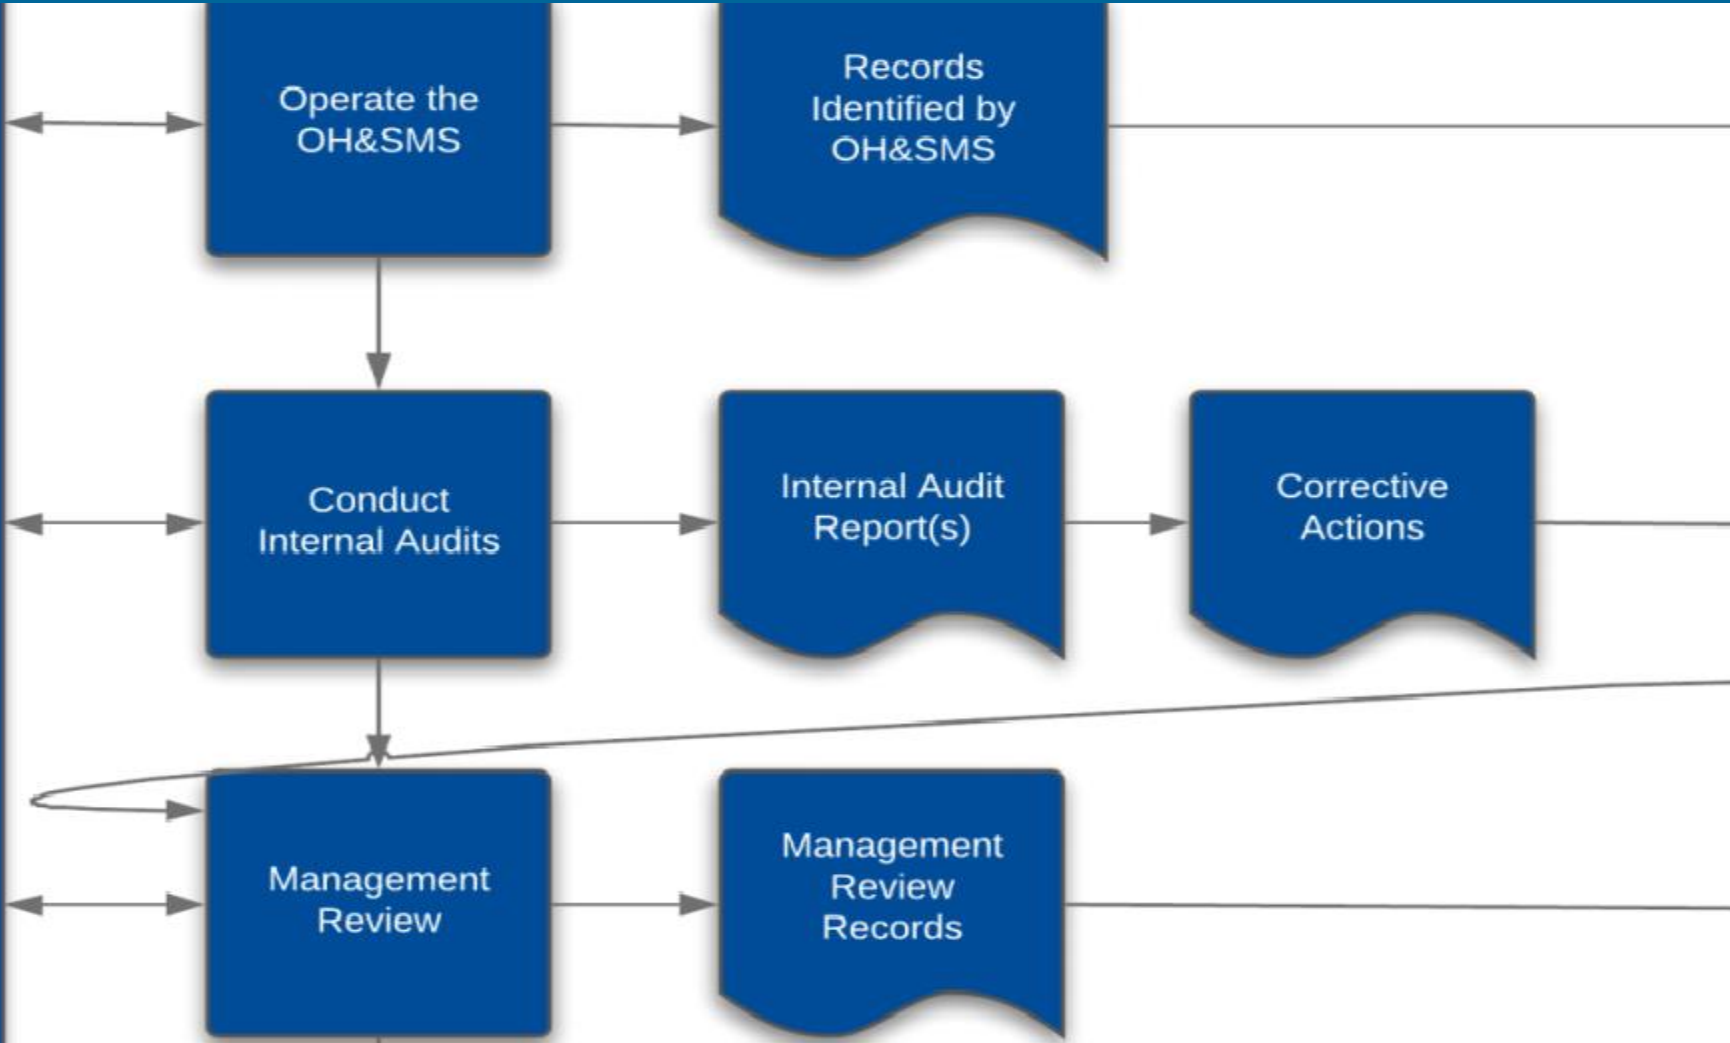 Operate the
OH&SMS
Records
Identified by
OH&SMS
Conduct
Internal Audits
Internal Audit
Report(s)
Corrective
Actions
Management
Review
Management
Review
Records